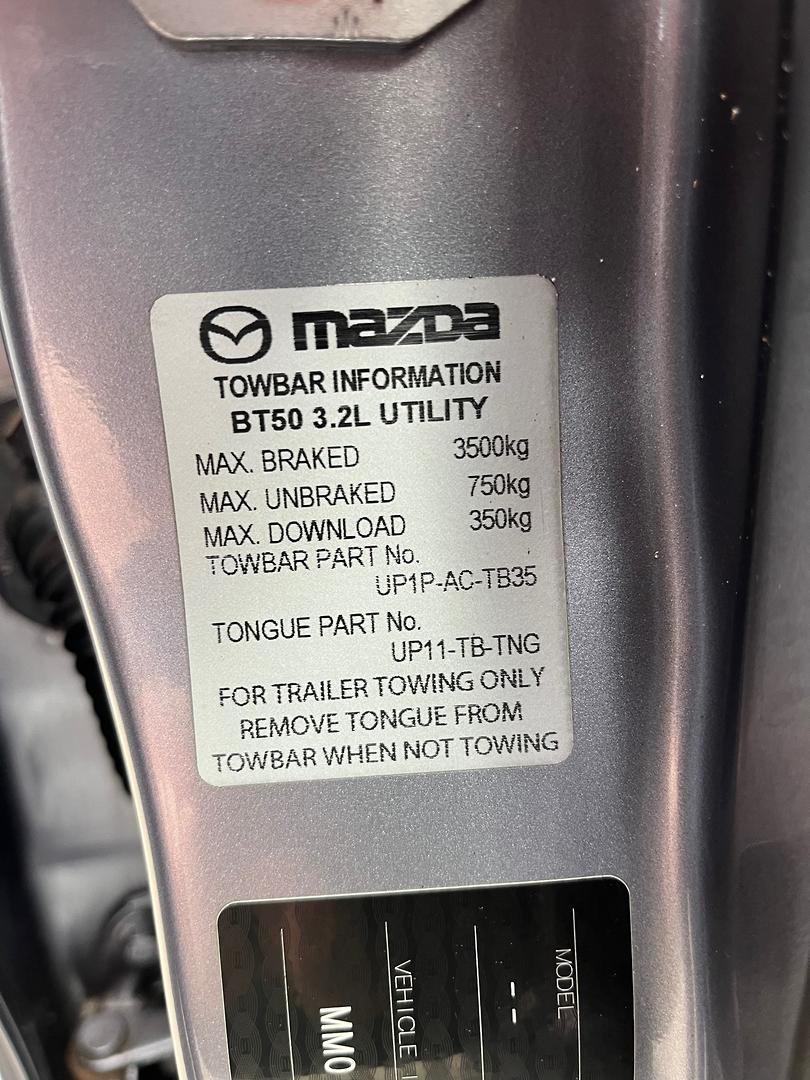 mazda
TOWBAR INFORMATION
BT50 3.2L UTILITY
MAX. BRAKED 3500kg
MAX. UNBRAKED 750kg
MAX. DOWNLOAD 350kg
TOWBAR PART No.
UP1P-AC-TB35
TONGUE PART No.
UP11-TB-TNG
FOR TRAILER TOWING ONLY
REMOVE TONGUE FROM
TOWBAR WHEN NOT TOWING
MODEL
--
VEHICLE
MM0